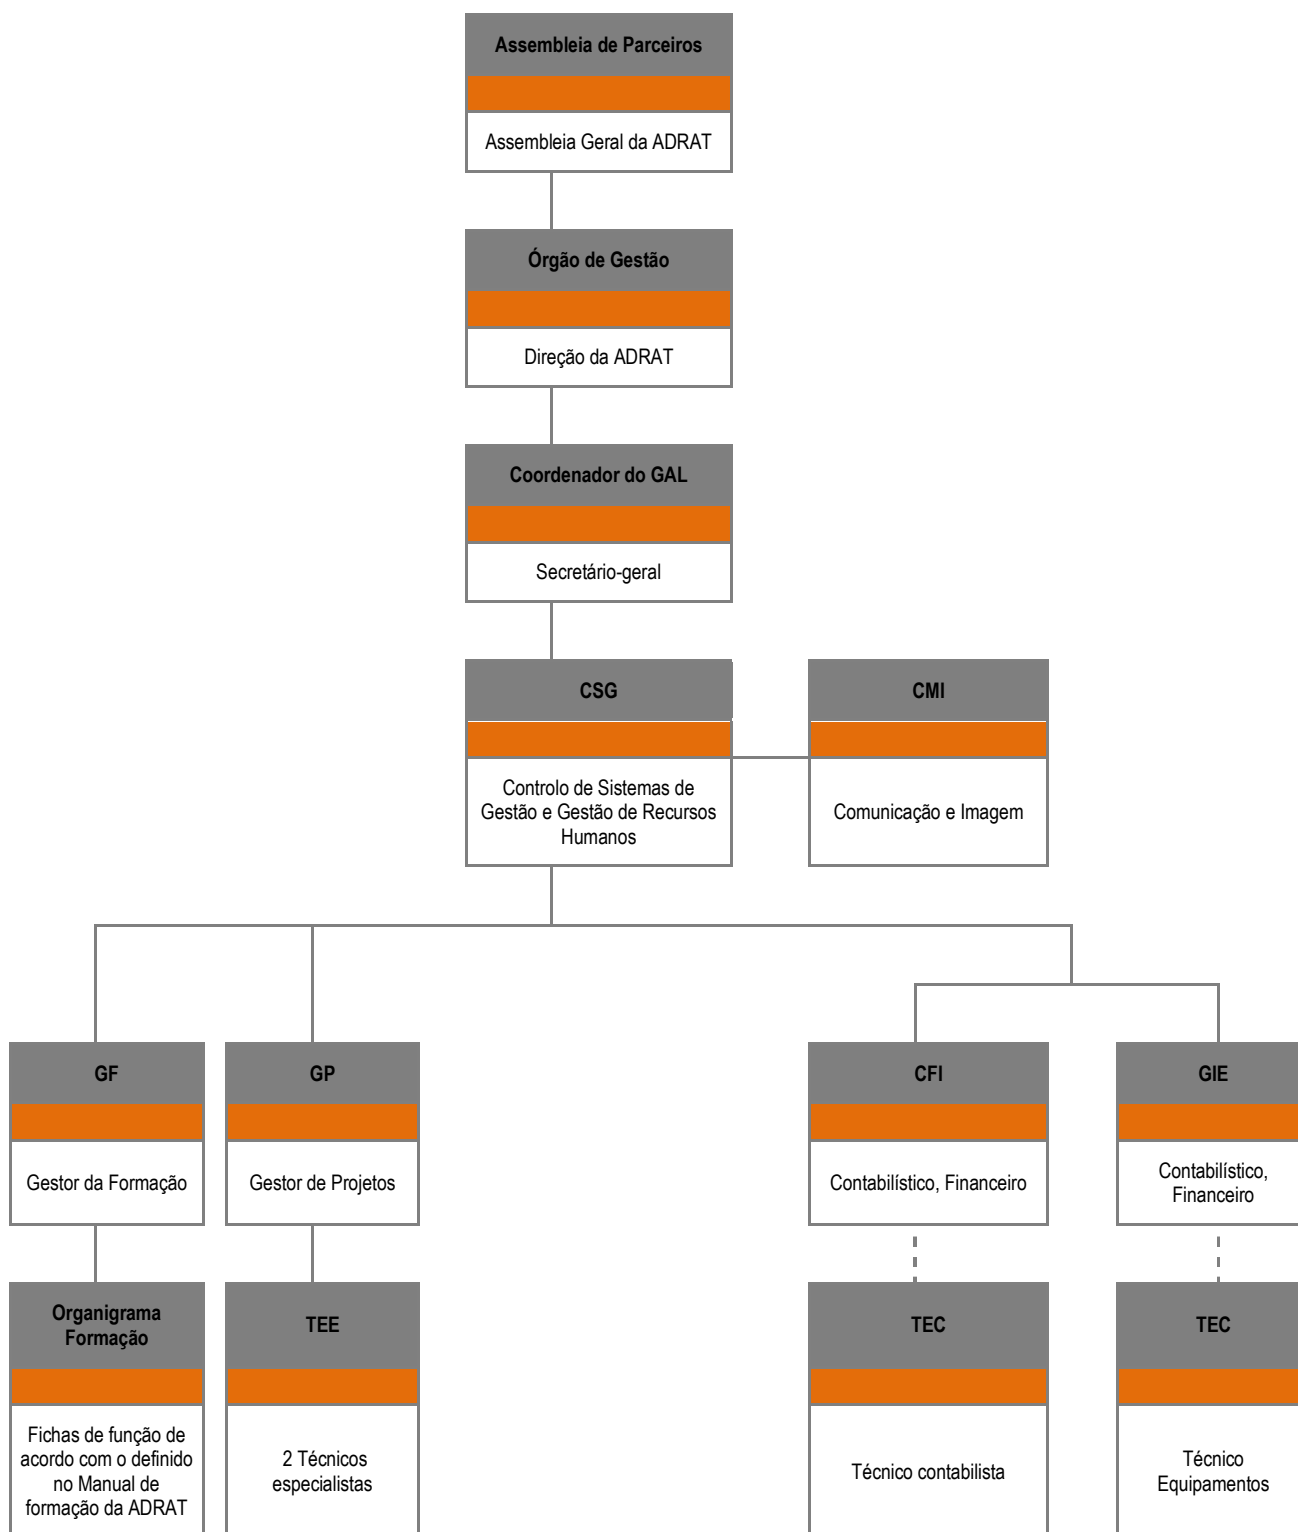 Assembleia de Parceiros
Assembleia Geral da ADRAT
Órgão de Gestão
Direção da ADRAT
Coordenador do GAL
Secretário-geral
CSG
Controlo de Sistemas de
Gestão e Gestão de Recursos
Humanos
CMI
Comunicação e Imagem
GF
Gestor da Formação
GP
Gestor de Projetos
CFI
Contabilístico, Financeiro
GIE
Contabilístico,
Financeiro
Organigrama
Formação
Fichas de função de
acordo com o definido
no Manual de
formação da ADRAT
TEE
2 Técnicos
especialistas
TEC
Técnico contabilista
TEC
Técnico
Equipamentos